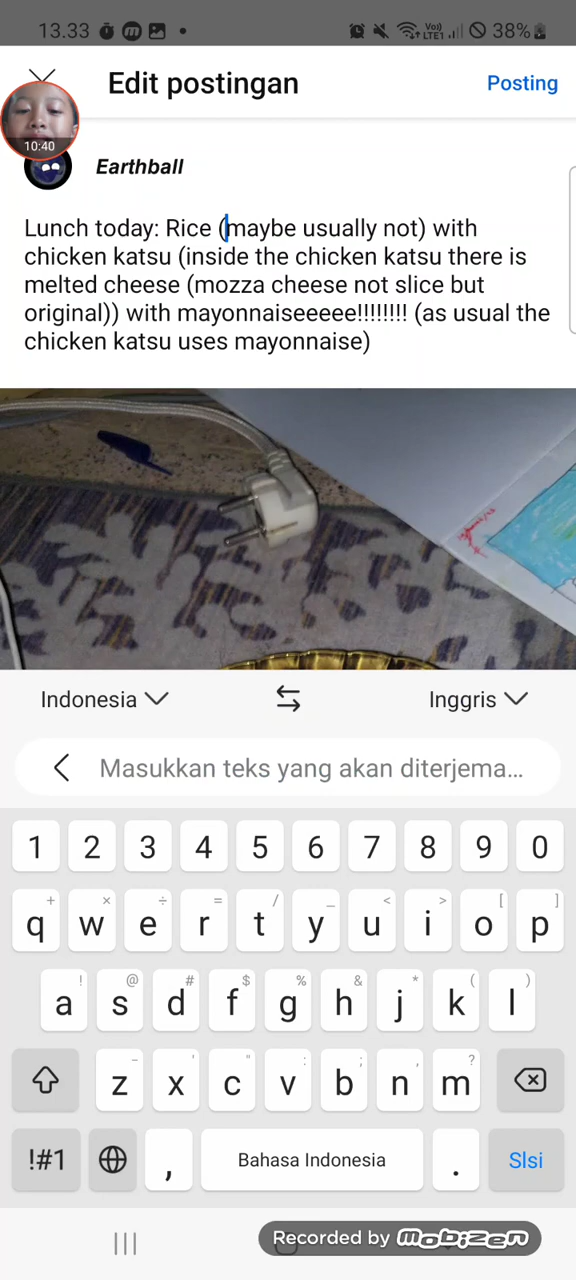 13.33 m Vo)) LTE1 38%
Edit postingan Posting
10:40
Earthball
Lunch today: Rice (maybe usually not) with
chicken katsu (inside the chicken katsu there is
melted cheese (mozza cheese not slice but
original)) with mayonnaiseeeee!!!!!!!! (as usual the
chicken katsu uses mayonnaise)
Indonesia Inggris
Masukkan teks yang akan diterjema...
1 2 3 4 5 6 7 8 9 0
+ × ÷ = / _ < > [ ]
q w e r t y u i o p
! @ # $ % & * ( )
a s d f g h j k l
- ' " : ; , ?
z x c v b n m
!#1 , Bahasa Indonesia . Slsi
Recorded by mobizen